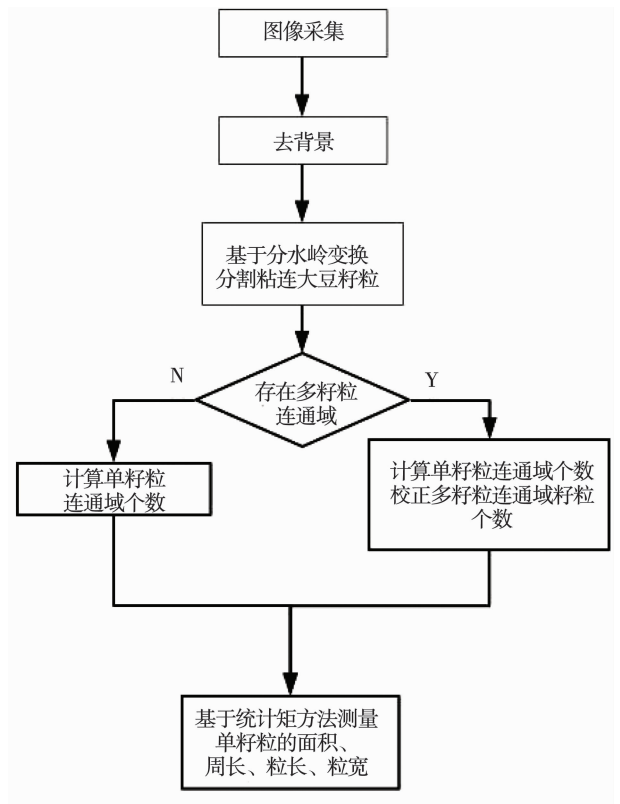 图像采集
去背景
基于分水岭变换
分割粘连大豆籽粒
N
存在多籽粒
连通域
Y
计算单籽粒
连通域个数
计算单籽粒连通域个数
校正多籽粒连通域籽粒
个数
基于统计矩方法测量
单籽粒的面积、
周长、粒长、粒宽